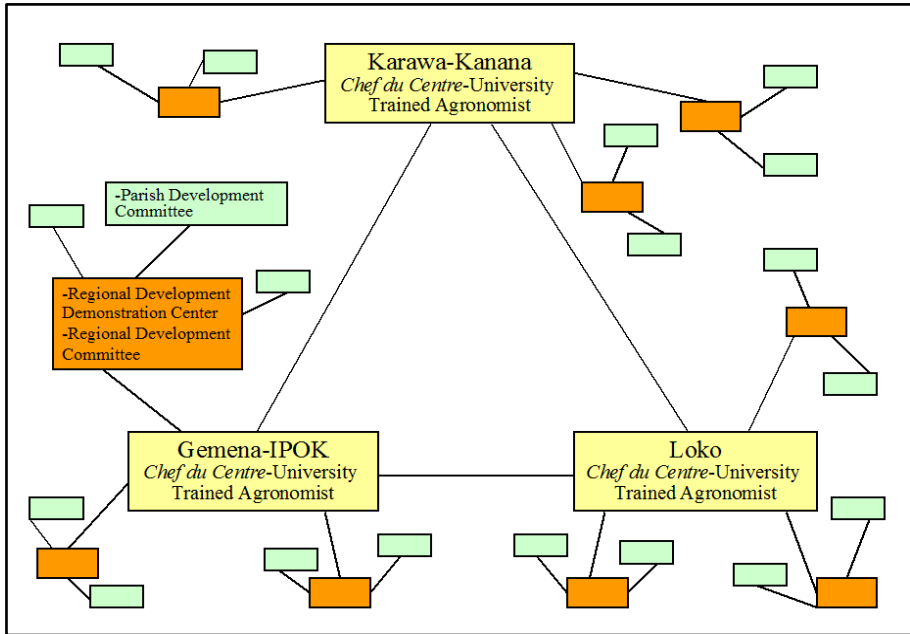 Karawa-Kanana
Chef du Centre-University
Trained Agronomist
-Parish Development
Committee
-Regional Development
Demonstration Center
-Regional Development
Committee
Gemena-IPOK
Chef du Centre-University
Trained Agronomist
Loko
Chef du Centre-University
Trained Agronomist